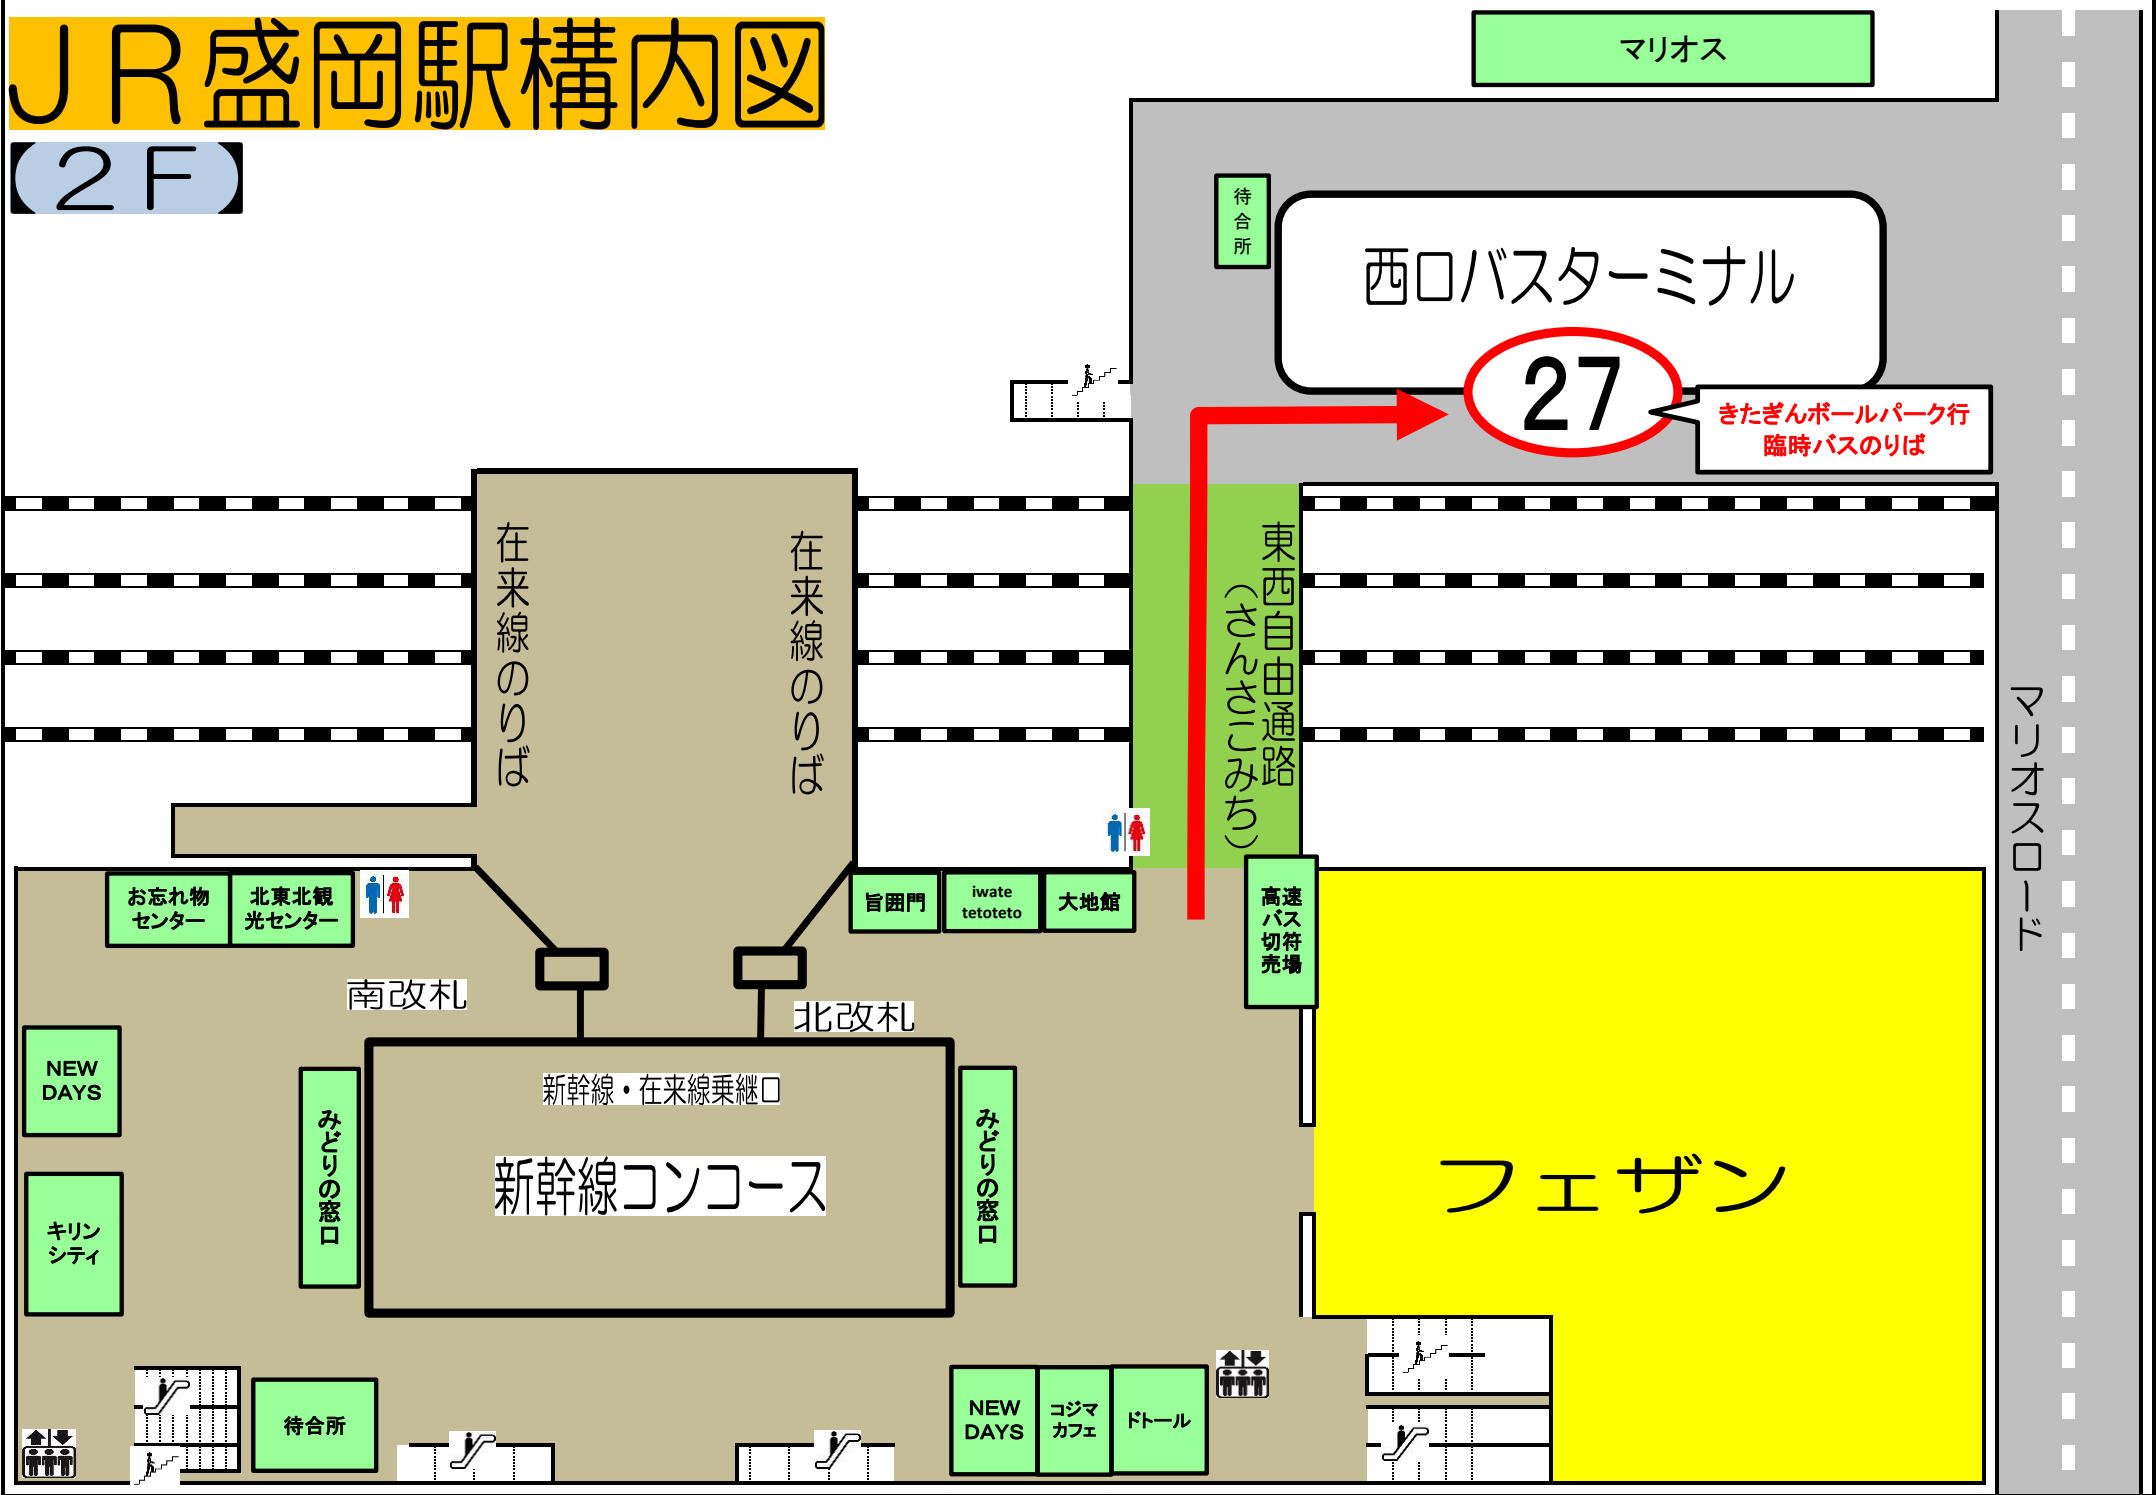 JR盛岡駅構内図
2F
マリオス
待合所
西口バスターミナル
27
きたぎんボールパーク行
臨時バスのりば
在来線のりば
在来線のりば
東西自由通路
（さんさこみち）
マリオスロード
お忘れ物
センター
北東北観
光センター
旨囲門
iwate
tetoteto
大地館
高速
バス
切符
売場
南改札
北改札
NEW
DAYS
みどりの窓口
新幹線・在来線乗継口
新幹線コンコース
みどりの窓口
フェザン
キリン
シティ
待合所
NEW
DAYS
コジマ
カフェ
ドトール